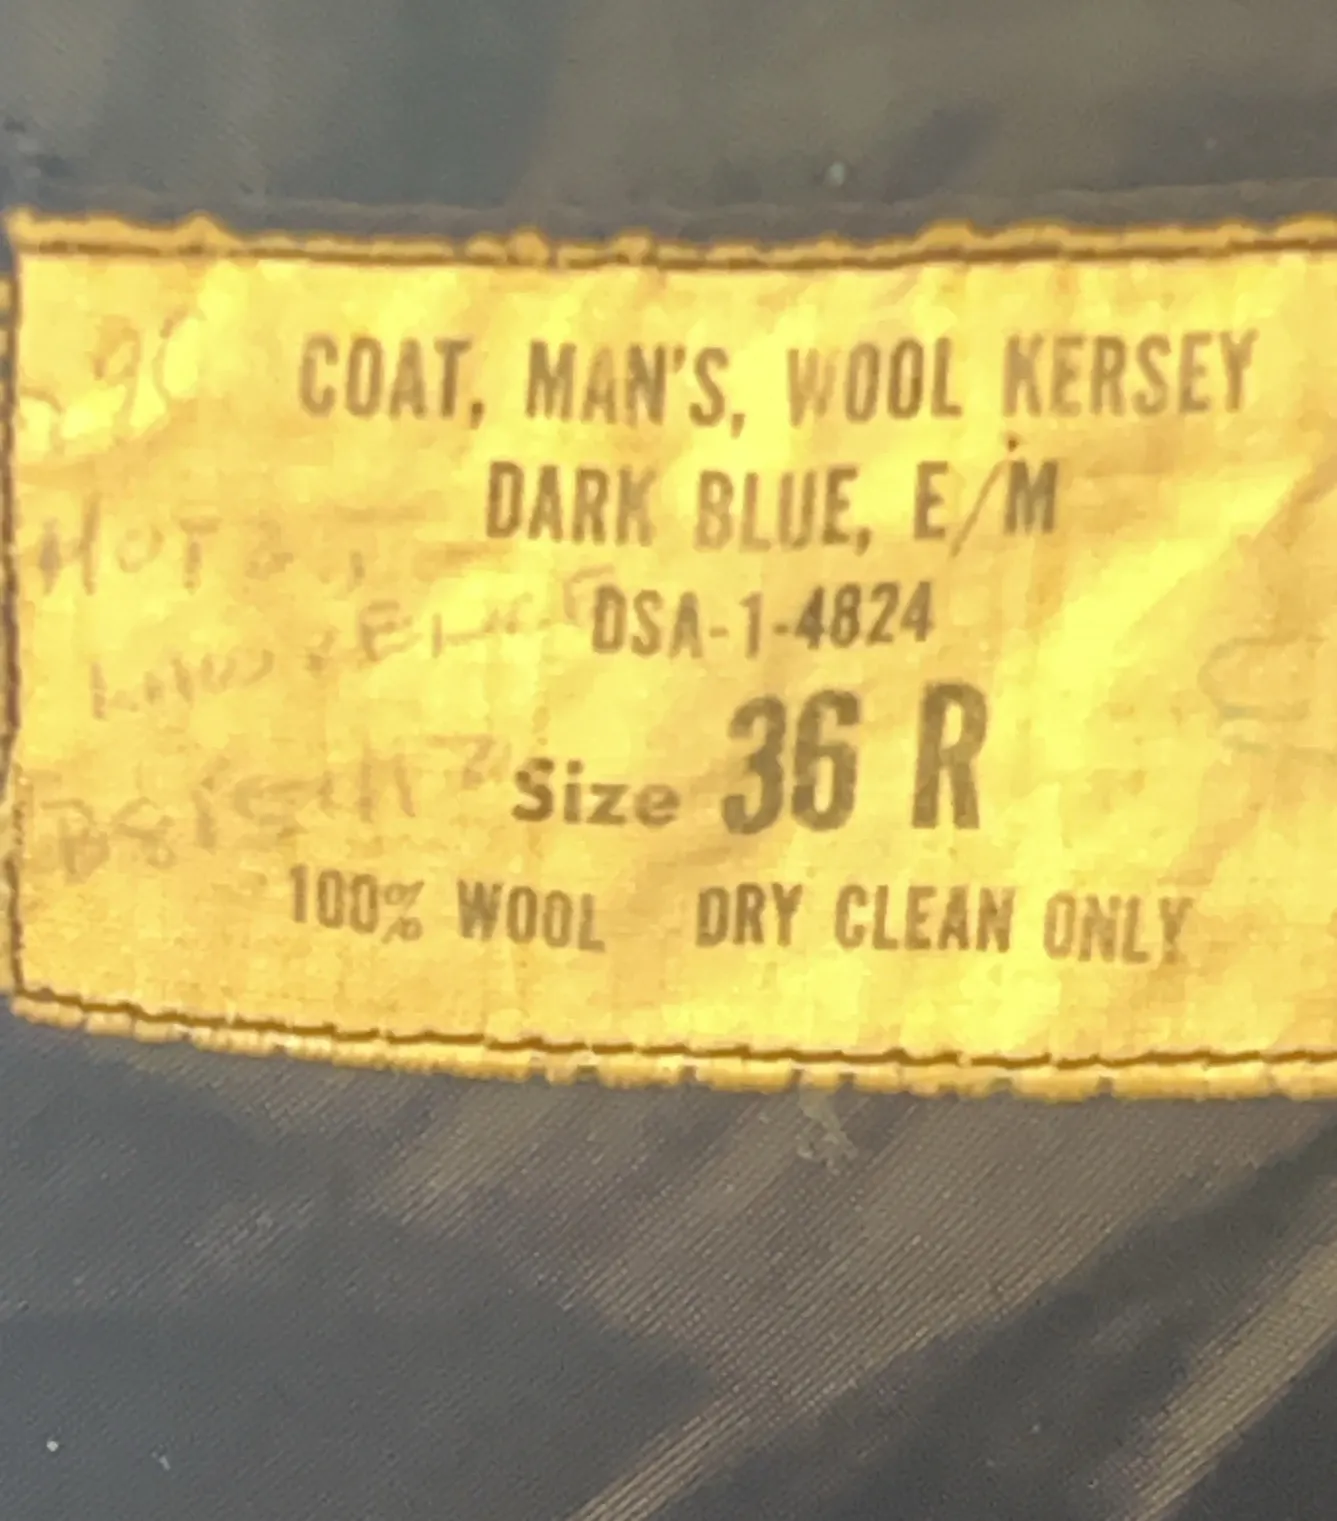 COAT, MAN'S, WOOL KERSEY
DARK BLUE, E/M
DSA-1-4824
Size 36 R
100% WOOL DRY CLEAN ONLY